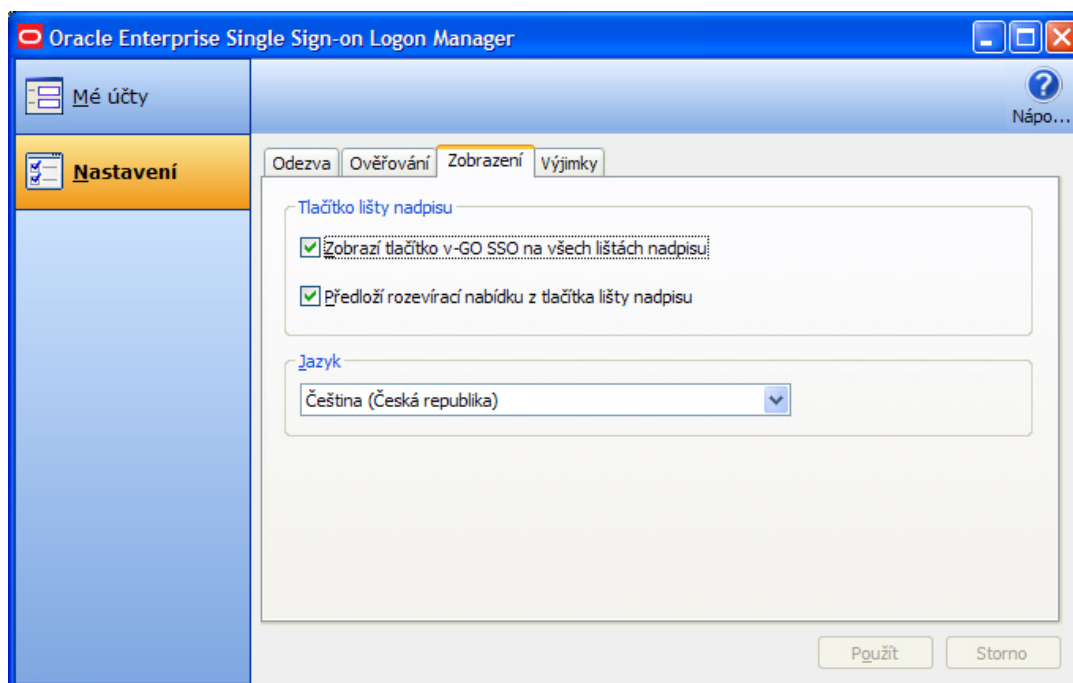 Oracle Enterprise Single Sign-on Logon Manager
Mé účty
Nápo...
Nastavení
Odezva Ověřování Zobrazení Výjimky
Tlačítko lišty nadpisu
Zobrazí tlačítko v-GO SSO na všech lištách nadpisu
Předloží rozevírací nabídku z tlačítka lišty nadpisu
Jazyk
Čeština (Česká republika)
Použít Storno